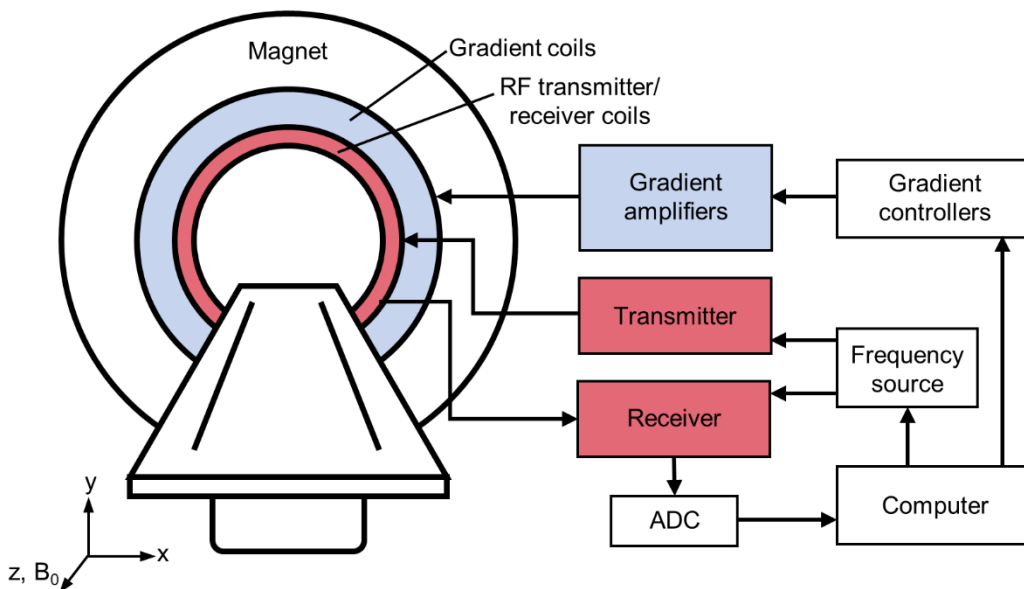 Magnet
Gradient coils
RF transmitter/
receiver coils
Gradient
amplifiers
Gradient
controllers
Transmitter
Frequency
source
Receiver
ADC
Computer
y
x
z, B₀